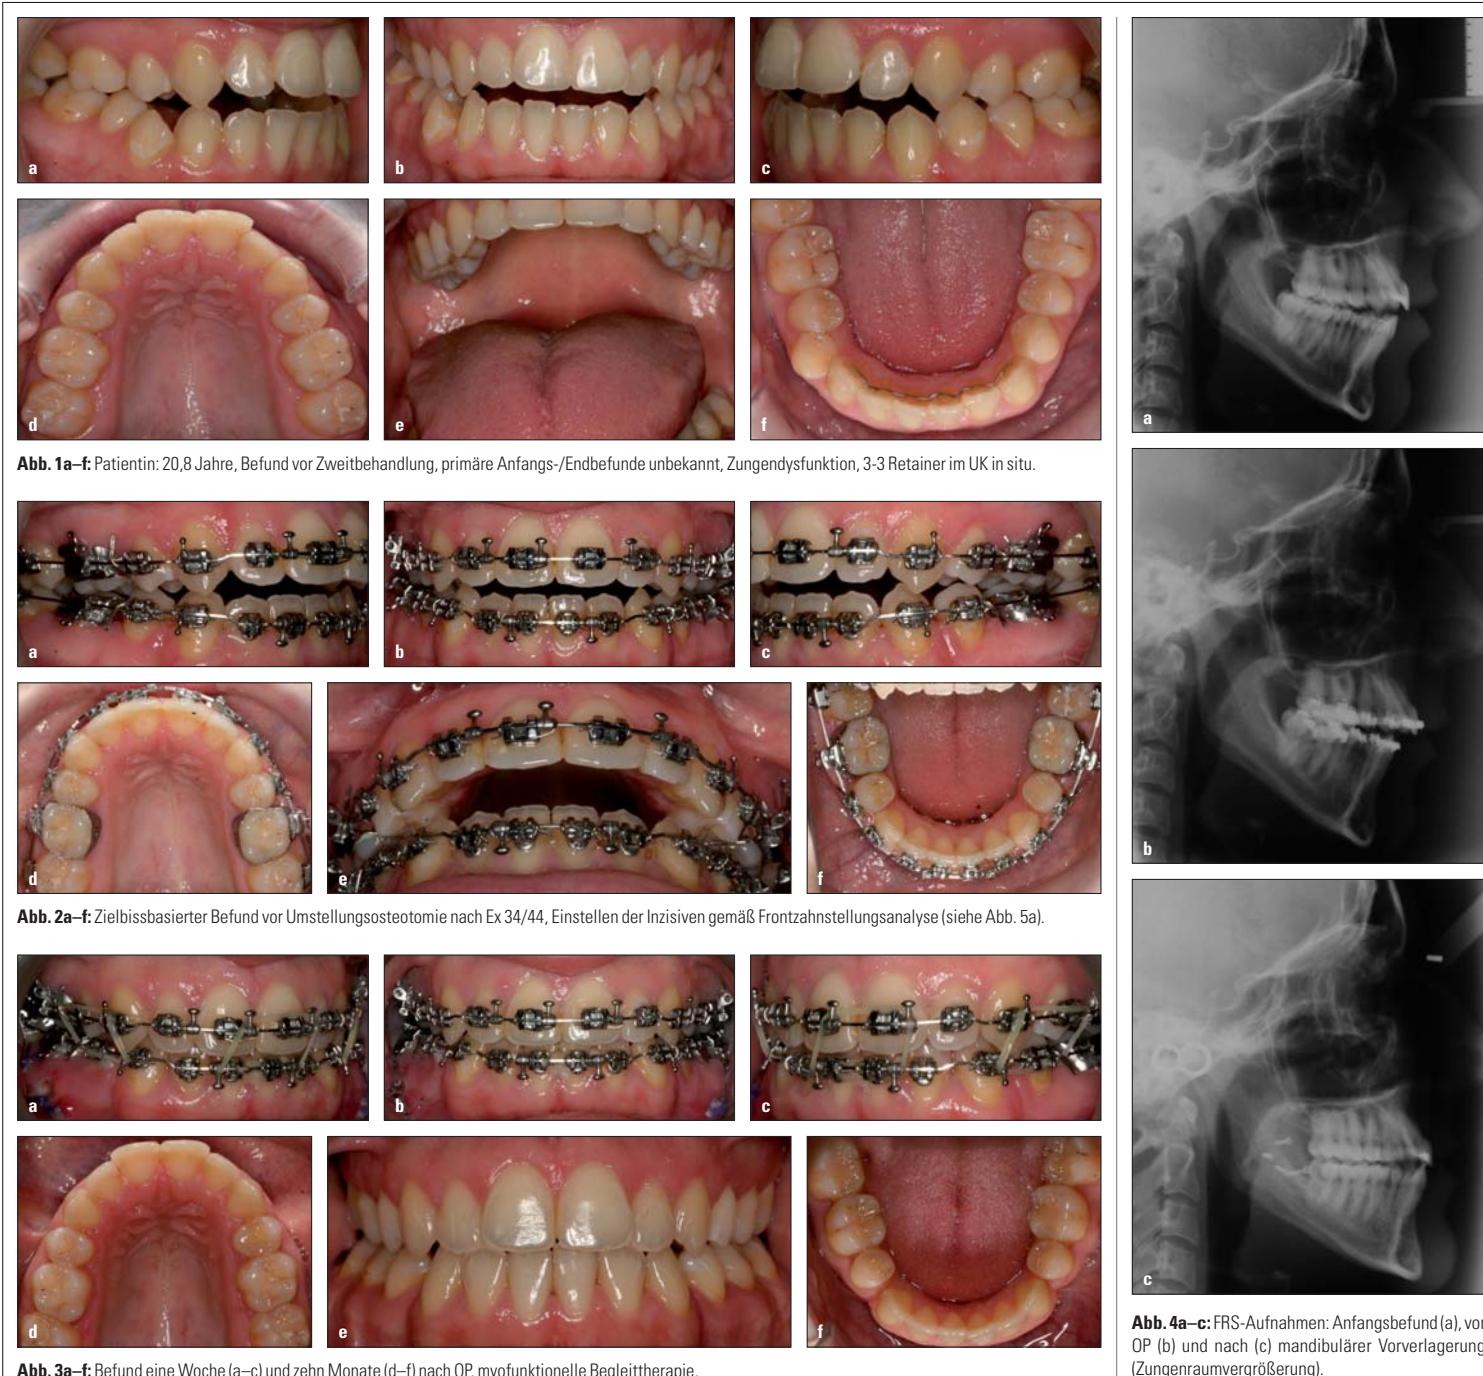 a
b
c
d
e
f
Abb. 1a–f: Patientin: 20,8 Jahre, Befund vor Zweitbehandlung, primäre Anfangs-/Endbefunde unbekannt, Zungendysfunktion, 3-3 Retainer im UK in situ.
a
b
c
d
e
f
Abb. 2a–f: Zielbissbasierter Befund vor Umstellungsosteotomie nach Ex 34/44, Einstellen der Inzisiven gemäß Frontzahnstellungsanalyse (siehe Abb. 5a).
a
b
c
d
e
f
Abb. 3a–f: Befund eine Woche (a–c) und zehn Monate (d–f) nach OP, myofunktionelle Begleittherapie.
a
b
c
Abb. 4a–c: FRS-Aufnahmen: Anfangsbefund (a), vor
OP (b) und nach (c) mandibulärer Vorverlagerung
(Zungenraumvergrößerung).